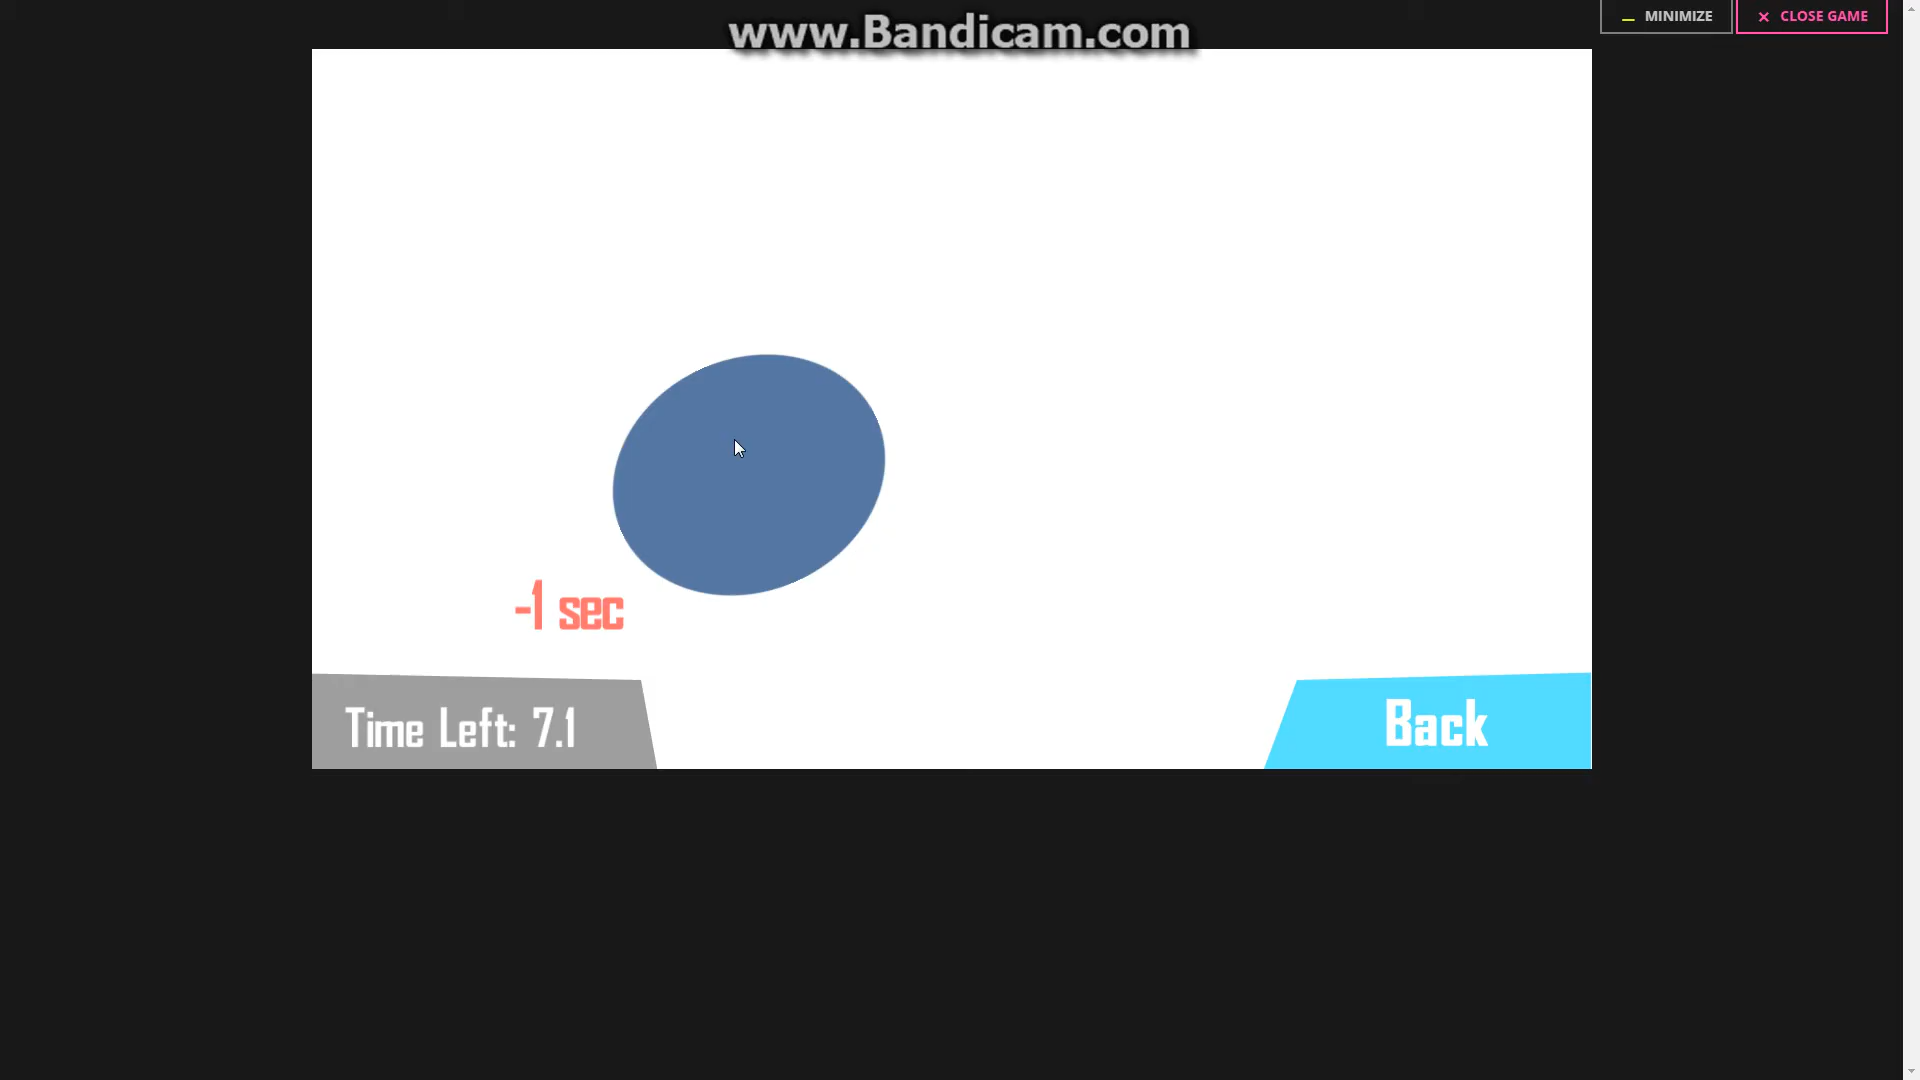 www.Bandicam.com
MINIMIZE
CLOSE GAME
-1 sec
Time Left: 7.1
Back